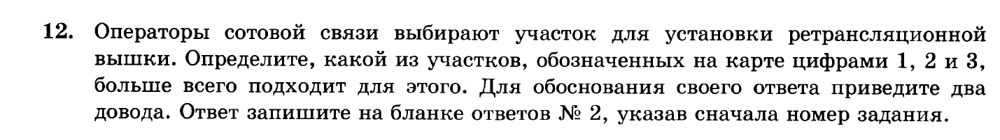 12. Операторы сотовой связи выбирают участок для установки ретрансляционной
вышки. Определите, какой из участков, обозначенных на карте цифрами 1, 2 и 3,
больше всего подходит для этого. Для обоснования своего ответа приведите два
довода. Ответ запишите на бланке ответов № 2, указав сначала номер задания.